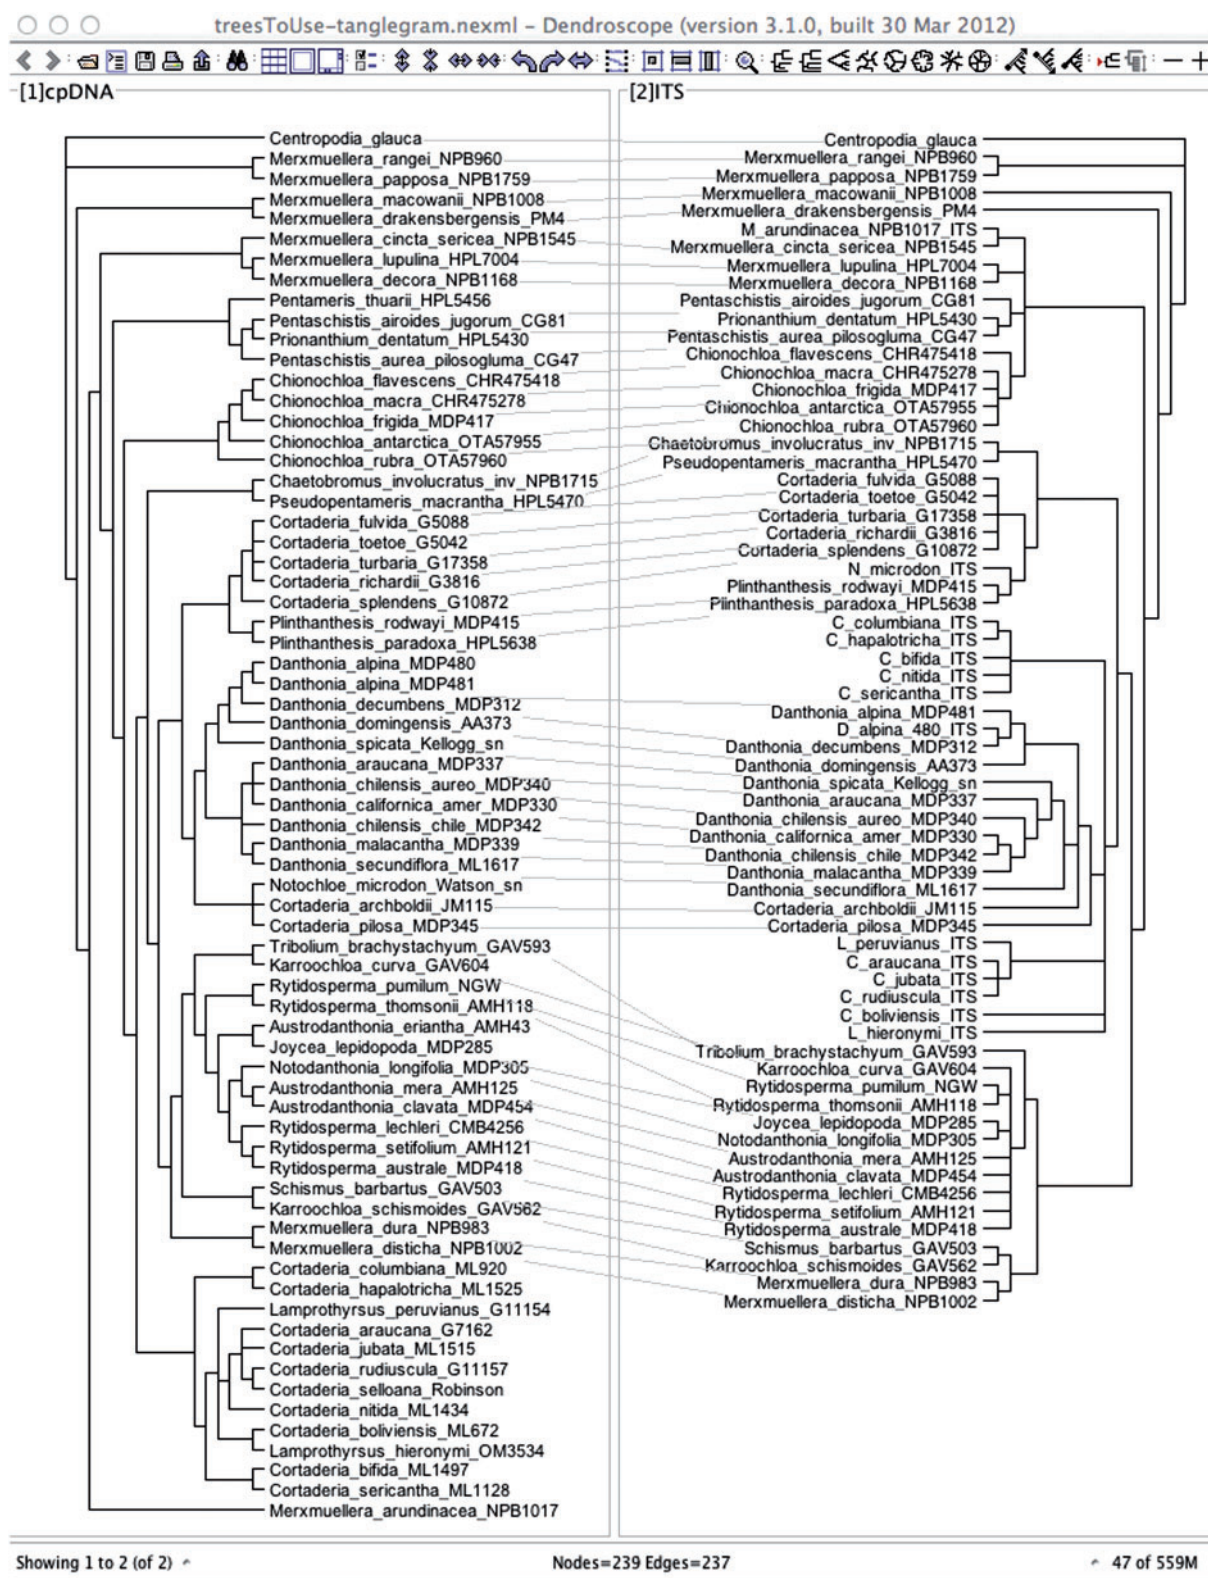 treesToUse-tanglegram.nexml – Dendroscope (version 3.1.0, built 30 Mar 2012)
[1]cpDNA
Centropodia_glauca
Merxmuellera_rangei_NPB960
Merxmuellera_papposa_NPB1759
Merxmuellera_macowanii_NPB1008
Merxmuellera_drakensbergensis_PM4
Merxmuellera_cincta_sericea_NPB1545
Merxmuellera_lupulina_HPL7004
Merxmuellera_decora_NPB1168
Pentameris_thuarii_HPL5456
Pentaschistis_airoides_jugorum_CG81
Prionanthium_dentatum_HPL5430
Pentaschistis_aurea_pilosogluma_CG47
Chionochloa_flavescens_CHR475418
Chionochloa_macra_CHR475278
Chionochloa_frigida_MDP417
Chionochloa_antarctica_OTA57955
Chionochloa_rubra_OTA57960
Chaetobromus_involucratus_inv_NPB1715
Pseudopentameris_macrantha_HPL5470
Cortaderia_fulvida_G5088
Cortaderia_toetoe_G5042
Cortaderia_turbaria_G17358
Cortaderia_richardii_G3816
Cortaderia_splendens_G10872
Plinthanthesis_rodwayi_MDP415
Plinthanthesis_paradoxa_HPL5638
Danthonia_alpina_MDP480
Danthonia_alpina_MDP481
Danthonia_decumbens_MDP312
Danthonia_domingensis_AA373
Danthonia_spicata_Kellogg_sn
Danthonia_araucana_MDP337
Danthonia_chilensis_aureo_MDP340
Danthonia_californica_amer_MDP330
Danthonia_chilensis_chile_MDP342
Danthonia_malacantha_MDP339
Danthonia_secundiflora_ML1617
Notochloe_microdon_Watson_sn
Cortaderia_archboldii_JM115
Cortaderia_pilosa_MDP345
Tribolium_brachystachyum_GAV593
Karroochloa_curva_GAV604
Rytidosperma_pumilum_NGW
Rytidosperma_thomsonii_AMH118
Austrodanthonia_eriantha_AMH43
Joycea_lepidopoda_MDP285
Notodanthonia_longifolia_MDP305
Austrodanthonia_mera_AMH125
Austrodanthonia_clavata_MDP454
Rytidosperma_lechleri_CMB4256
Rytidosperma_setifolium_AMH121
Rytidosperma_australe_MDP418
Schismus_barbartus_GAV503
Karroochloa_schismoides_GAV562
Merxmuellera_dura_NPB983
Merxmuellera_disticha_NPB1002
Cortaderia_columbiana_ML920
Cortaderia_hapalotricha_ML1525
Lamprothyrsus_peruvianus_G11154
Cortaderia_araucana_G7162
Cortaderia_jubata_ML1515
Cortaderia_rudiuscula_G11157
Cortaderia_selloana_Robinson
Cortaderia_nitida_ML1434
Cortaderia_boliviensis_ML672
Lamprothyrsus_hieronymi_OM3534
Cortaderia_bifida_ML1497
Cortaderia_sericantha_ML1128
Merxmuellera_arundinacea_NPB1017
[2]ITS
Centropodia_glauca
Merxmuellera_rangei_NPB960
Merxmuellera_papposa_NPB1759
Merxmuellera_macowanii_NPB1008
Merxmuellera_drakensbergensis_PM4
M_arundinacea_NPB1017_ITS
Merxmuellera_cincta_sericea_NPB1545
Merxmuellera_lupulina_HPL7004
Merxmuellera_decora_NPB1168
Pentaschistis_airoides_jugorum_CG81
Prionanthium_dentatum_HPL5430
Pentaschistis_aurea_pilosogluma_CG47
Chionochloa_flavescens_CHR475418
Chionochloa_macra_CHR475278
Chionochloa_frigida_MDP417
Chionochloa_antarctica_OTA57955
Chionochloa_rubra_OTA57960
Chaetobromus_involucratus_inv_NPB1715
Pseudopentameris_macrantha_HPL5470
Cortaderia_fulvida_G5088
Cortaderia_toetoe_G5042
Cortaderia_turbaria_G17358
Cortaderia_richardii_G3816
Cortaderia_splendens_G10872
N_microdon_ITS
Plinthanthesis_rodwayi_MDP415
Plinthanthesis_paradoxa_HPL5638
C_columbiana_ITS
C_hapalotricha_ITS
C_bifida_ITS
C_nitida_ITS
C_sericantha_ITS
Danthonia_alpina_MDP481
D_alpina_480_ITS
Danthonia_decumbens_MDP312
Danthonia_domingensis_AA373
Danthonia_spicata_Kellogg_sn
Danthonia_araucana_MDP337
Danthonia_chilensis_aureo_MDP340
Danthonia_californica_amer_MDP330
Danthonia_chilensis_chile_MDP342
Danthonia_malacantha_MDP339
Danthonia_secundiflora_ML1617
Cortaderia_archboldii_JM115
Cortaderia_pilosa_MDP345
L_peruvianus_ITS
C_araucana_ITS
C_jubata_ITS
C_rudiuscula_ITS
C_boliviensis_ITS
L_hieronymi_ITS
Tribolium_brachystachyum_GAV593
Karroochloa_curva_GAV604
Rytidosperma_pumilum_NGW
Rytidosperma_thomsonii_AMH118
Joycea_lepidopoda_MDP285
Notodanthonia_longifolia_MDP305
Austrodanthonia_mera_AMH125
Austrodanthonia_clavata_MDP454
Rytidosperma_lechleri_CMB4256
Rytidosperma_setifolium_AMH121
Rytidosperma_australe_MDP418
Schismus_barbartus_GAV503
Karroochloa_schismoides_GAV562
Merxmuellera_dura_NPB983
Merxmuellera_disticha_NPB1002
Showing 1 to 2 (of 2)
Nodes=239 Edges=237
47 of 559M